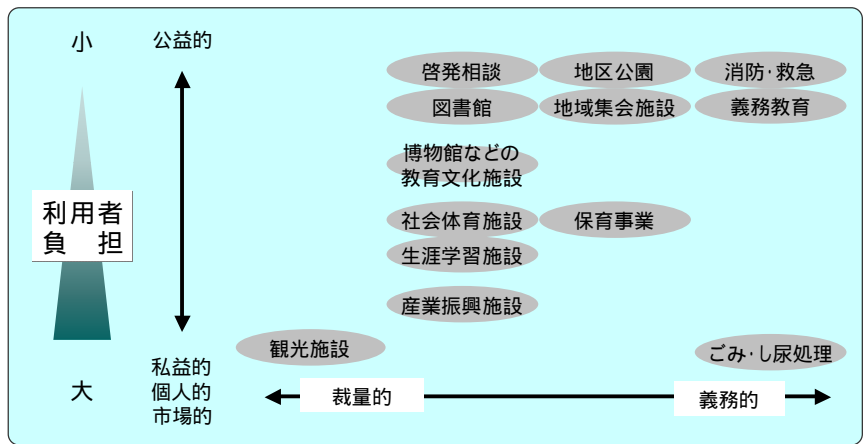 小
公益的
啓発相談
地区公園
消防･救急
図書館
地域集会施設
義務教育
博物館などの
教育文化施設
利用者
負 担
社会体育施設
保育事業
生涯学習施設
産業振興施設
観光施設
ごみ･し尿処理
大
私益的
個人的
市場的
裁量的
義務的